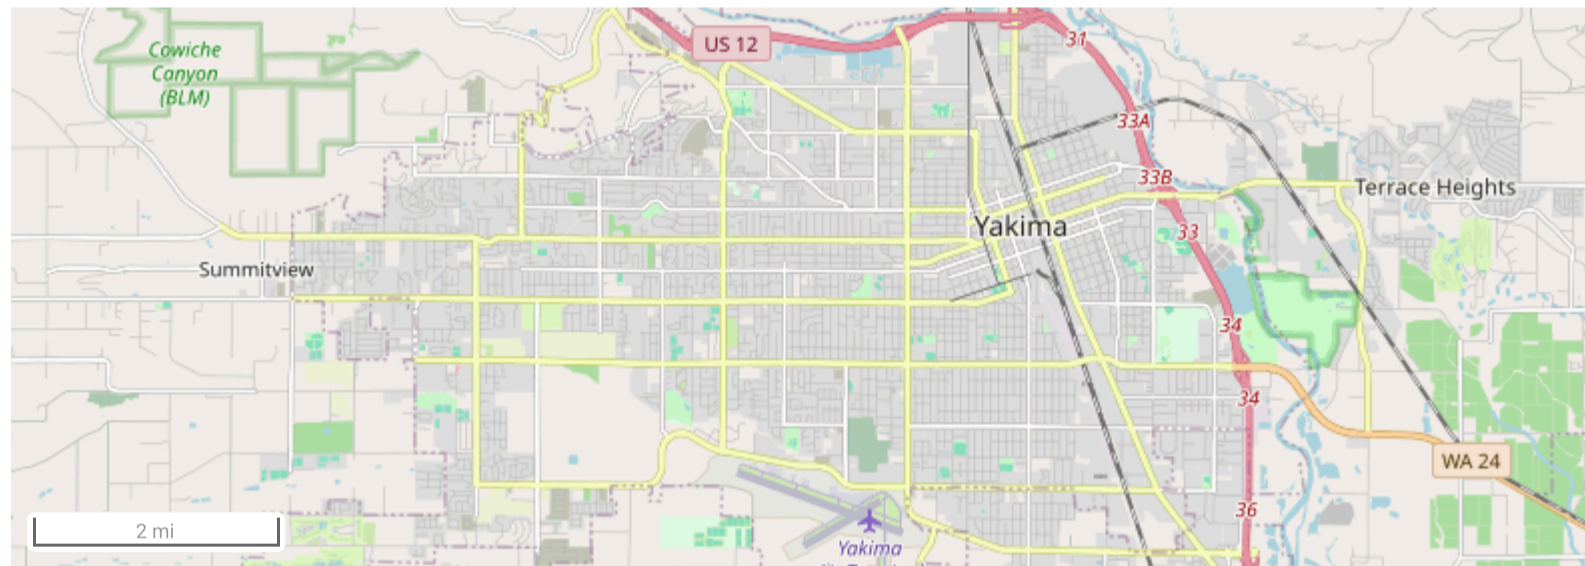 US 12
31
Cowiche
Canyon
(BLM)
33A
33B
Terrace Heights
Yakima
33
Summitview
34
34
WA 24
36
2 mi
Yakima